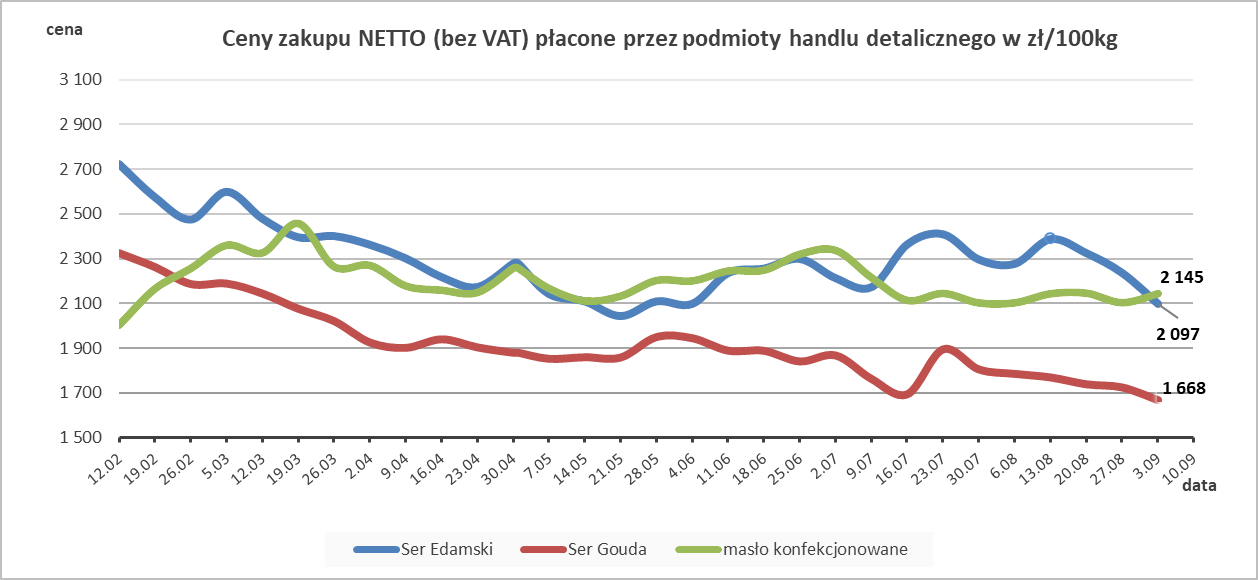 cena
Ceny zakupu NETTO (bez VAT) płacone przez podmioty handlu detalicznego w zł/100kg
3 100
2 900
2 700
2 500
2 300
2 100
1 900
1 700
1 500
2 145
2 097
1 668
12.02 19.02 26.02 5.03 12.03 19.03 26.03 2.04 9.04 16.04 23.04 30.04 7.05 14.05 21.05 28.05 4.06 11.06 18.06 25.06 2.07 9.07 16.07 23.07 30.07 6.08 13.08 20.08 27.08 3.09 10.09
data
Ser Edamski Ser Gouda masło konfekcjonowane